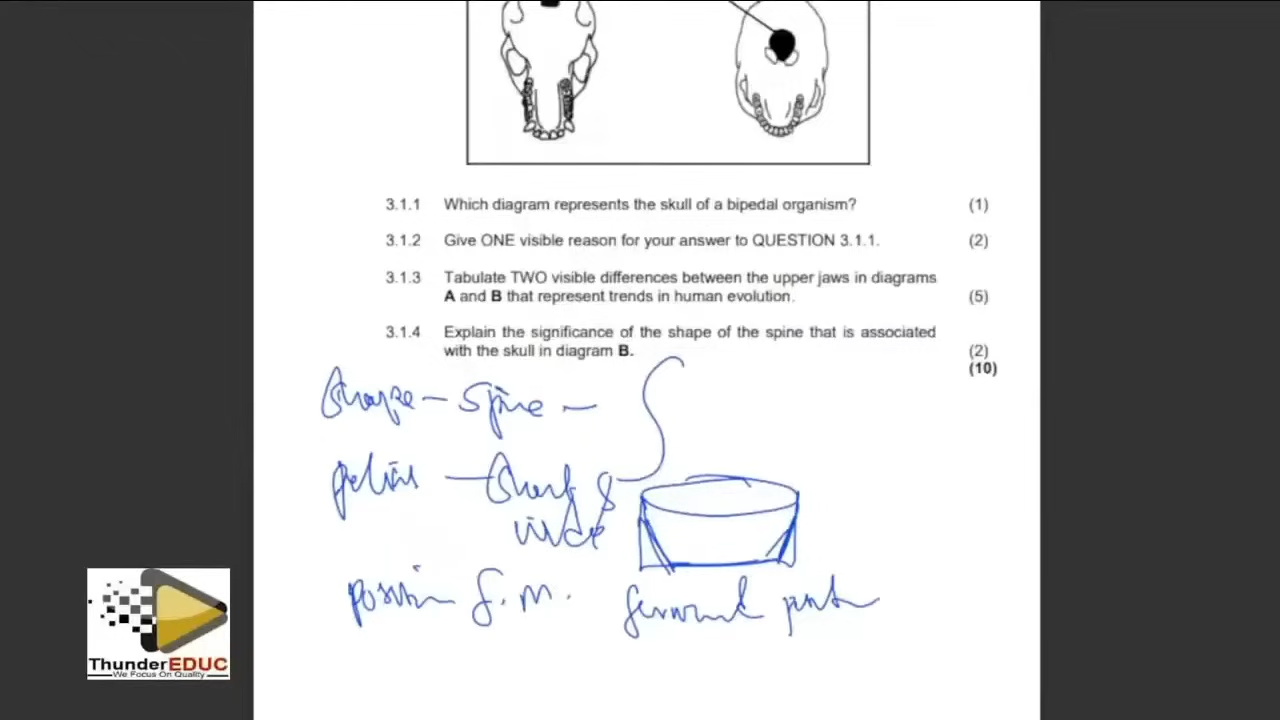 3.1.1 Which diagram represents the skull of a bipedal organism? (1)
3.1.2 Give ONE visible reason for your answer to QUESTION 3.1.1. (2)
3.1.3 Tabulate TWO visible differences between the upper jaws in diagrams
A and B that represent trends in human evolution. (5)
3.1.4 Explain the significance of the shape of the spine that is associated
with the skull in diagram B. (2)
(10)
Shape - Spine -
pelvis - Short &
wide
position f. m. forward
ThunderEDUC
We Focus On Quality